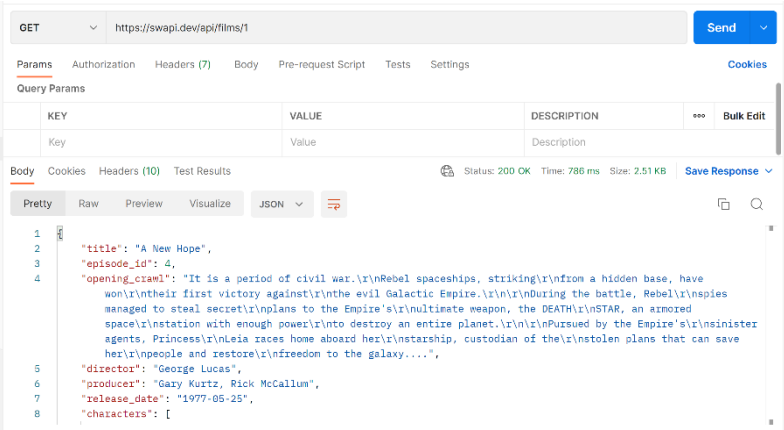 GET https://swapi.dev/api/films/1 Send
Params Authorization Headers (7) Body Pre-request Script Tests Settings Cookies
Query Params
KEY VALUE DESCRIPTION ooo Bulk Edit
Key Value Description
Body Cookies Headers (10) Test Results Status: 200 OK Time: 786 ms Size: 2.51 KB Save Response
Pretty Raw Preview Visualize JSON
1 {
2 "title": "A New Hope",
3 "episode_id": 4,
4 "opening_crawl": "It is a period of civil war.\r\nRebel spaceships, striking\r\nfrom a hidden base, have
won\r\ntheir first victory against\r\nthe evil Galactic Empire.\r\n\r\nDuring the battle, Rebel\r\nspies
managed to steal secret\r\nplans to the Empire's\r\nultimate weapon, the DEATH\r\nSTAR, an armored
space\r\nstation with enough power\r\nto destroy an entire planet.\r\n\r\nPursued by the Empire's\r\nsinister
agents, Princess\r\nLeia races home aboard her\r\nstarship, custodian of the\r\nstolen plans that can save
her\r\npeople and restore\r\nfreedom to the galaxy....",
5 "director": "George Lucas",
6 "producer": "Gary Kurtz, Rick McCallum",
7 "release_date": "1977-05-25",
8 "characters": [